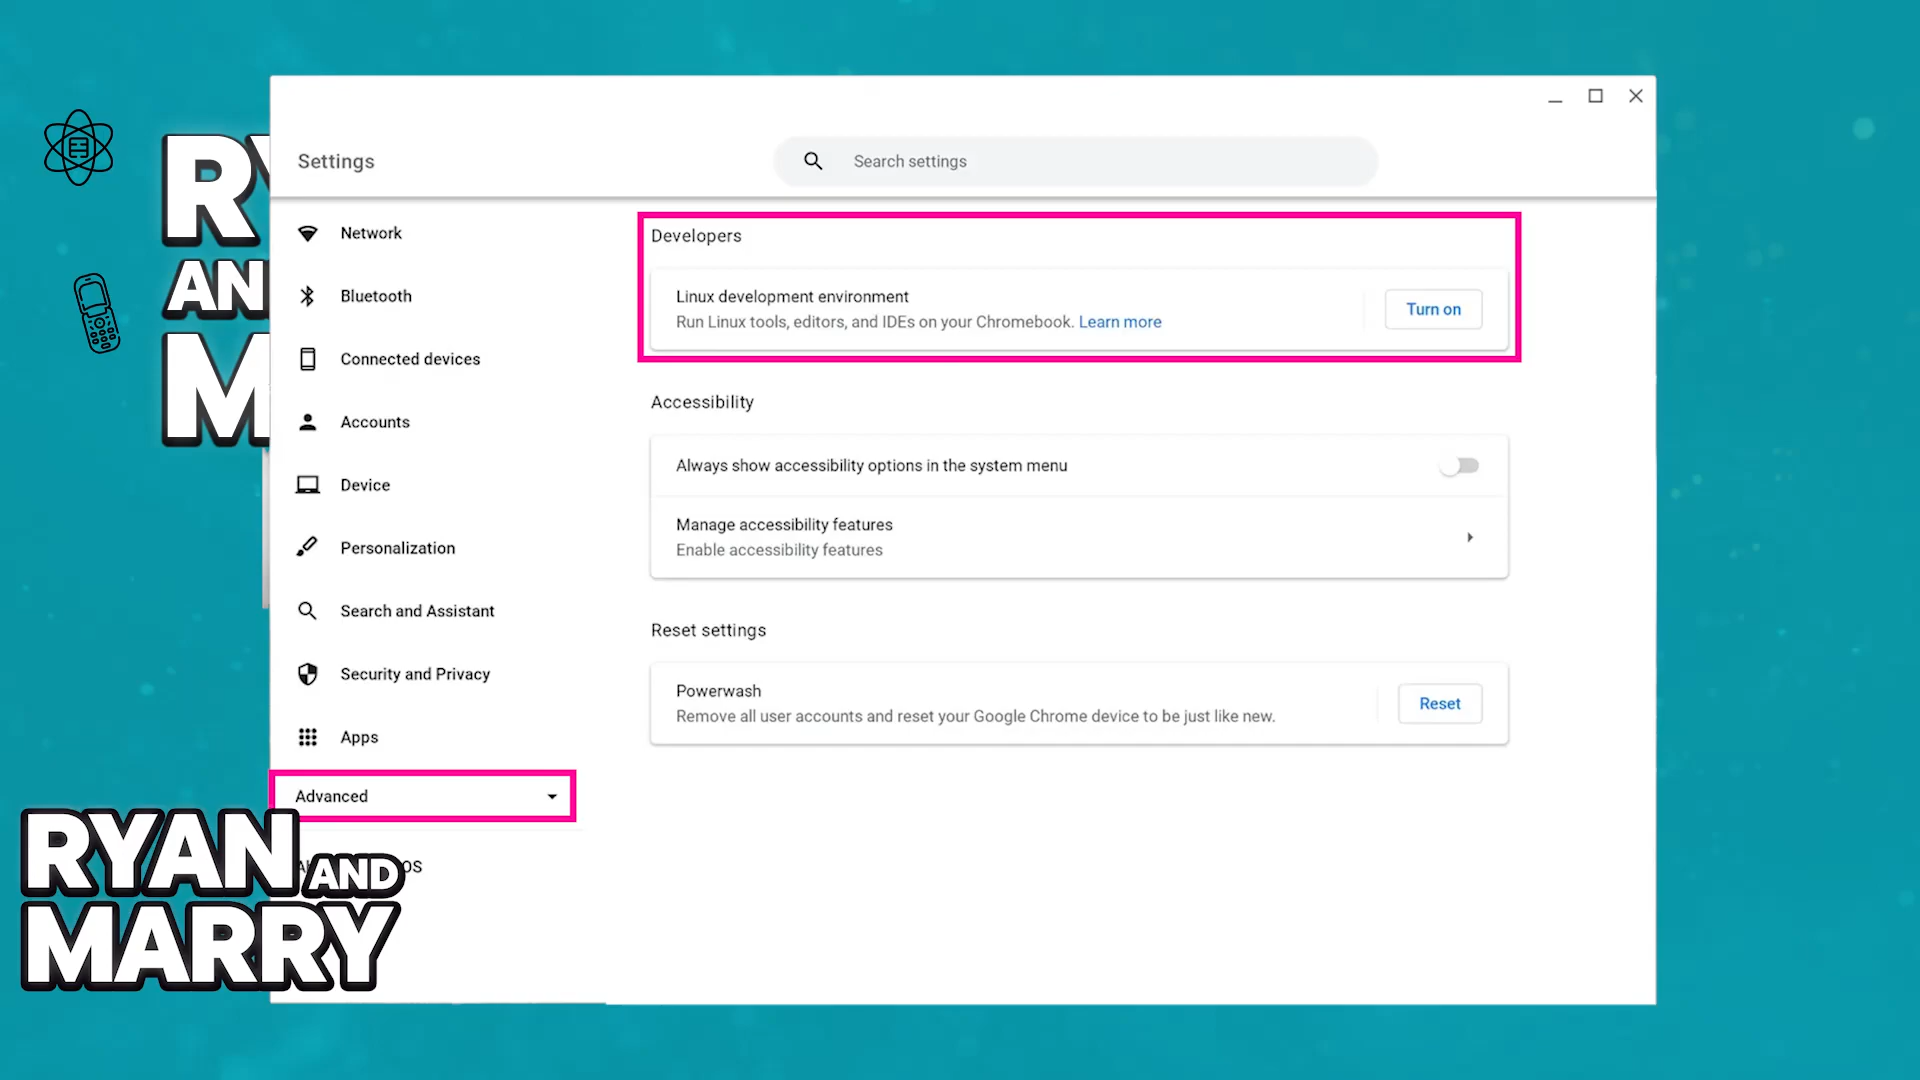 RY
AN
M
Settings
Search settings
Network
Bluetooth
Connected devices
Accounts
Device
Personalization
Search and Assistant
Security and Privacy
Apps
Advanced
OS
Developers
Linux development environment
Run Linux tools, editors, and IDEs on your Chromebook. Learn more
Turn on
Accessibility
Always show accessibility options in the system menu
Manage accessibility features
Enable accessibility features
Reset settings
Powerwash
Remove all user accounts and reset your Google Chrome device to be just like new.
Reset
RYAN AND
MARRY